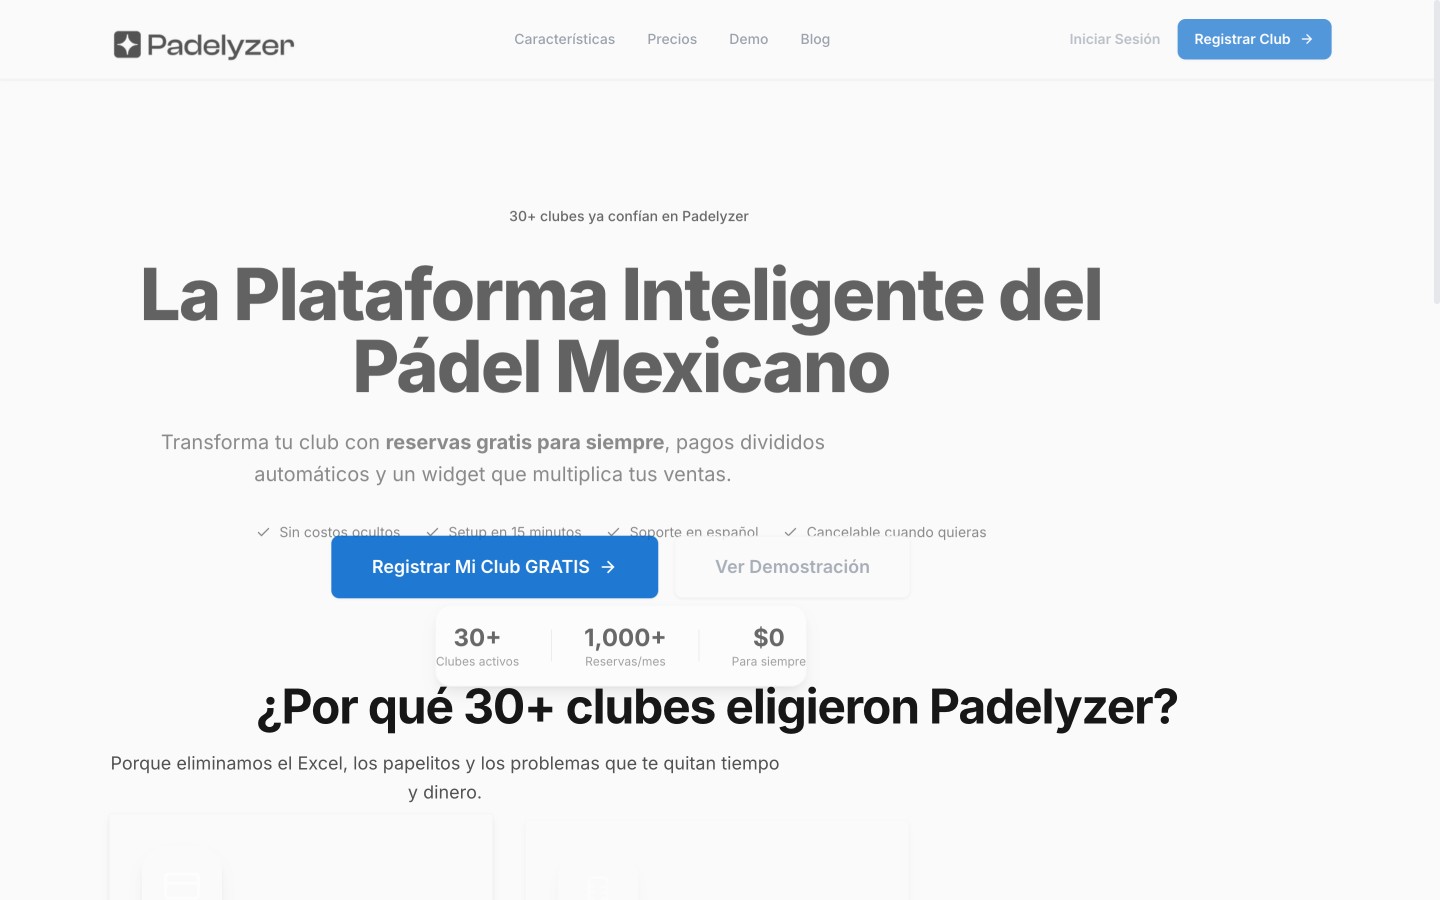 Padelyzer
Características
Precios
Demo
Blog
Iniciar Sesión
Registrar Club
30+ clubes ya confían en Padelyzer
La Plataforma Inteligente del
Pádel Mexicano
Transforma tu club con reservas gratis para siempre, pagos divididos
automáticos y un widget que multiplica tus ventas.
Sin costos ocultos
Setup en 15 minutos
Soporte en español
Cancelable cuando quieras
Registrar Mi Club GRATIS
Ver Demostración
30+
Clubes activos
1,000+
Reservas/mes
$0
Para siempre
¿Por qué 30+ clubes eligieron Padelyzer?
Porque eliminamos el Excel, los papelitos y los problemas que te quitan tiempo
y dinero.